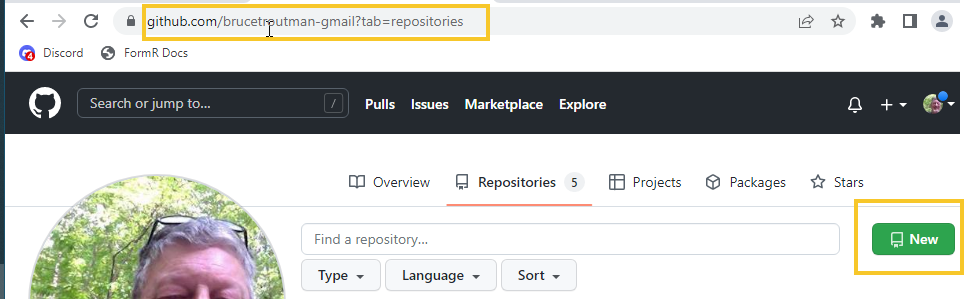 github.com/brucetroutman-gmail?tab=repositories
4 Discord FormR Docs
Search or jump to... / Pulls Issues Marketplace Explore
Overview Repositories 5 Projects Packages Stars
Find a repository... New
Type Language Sort